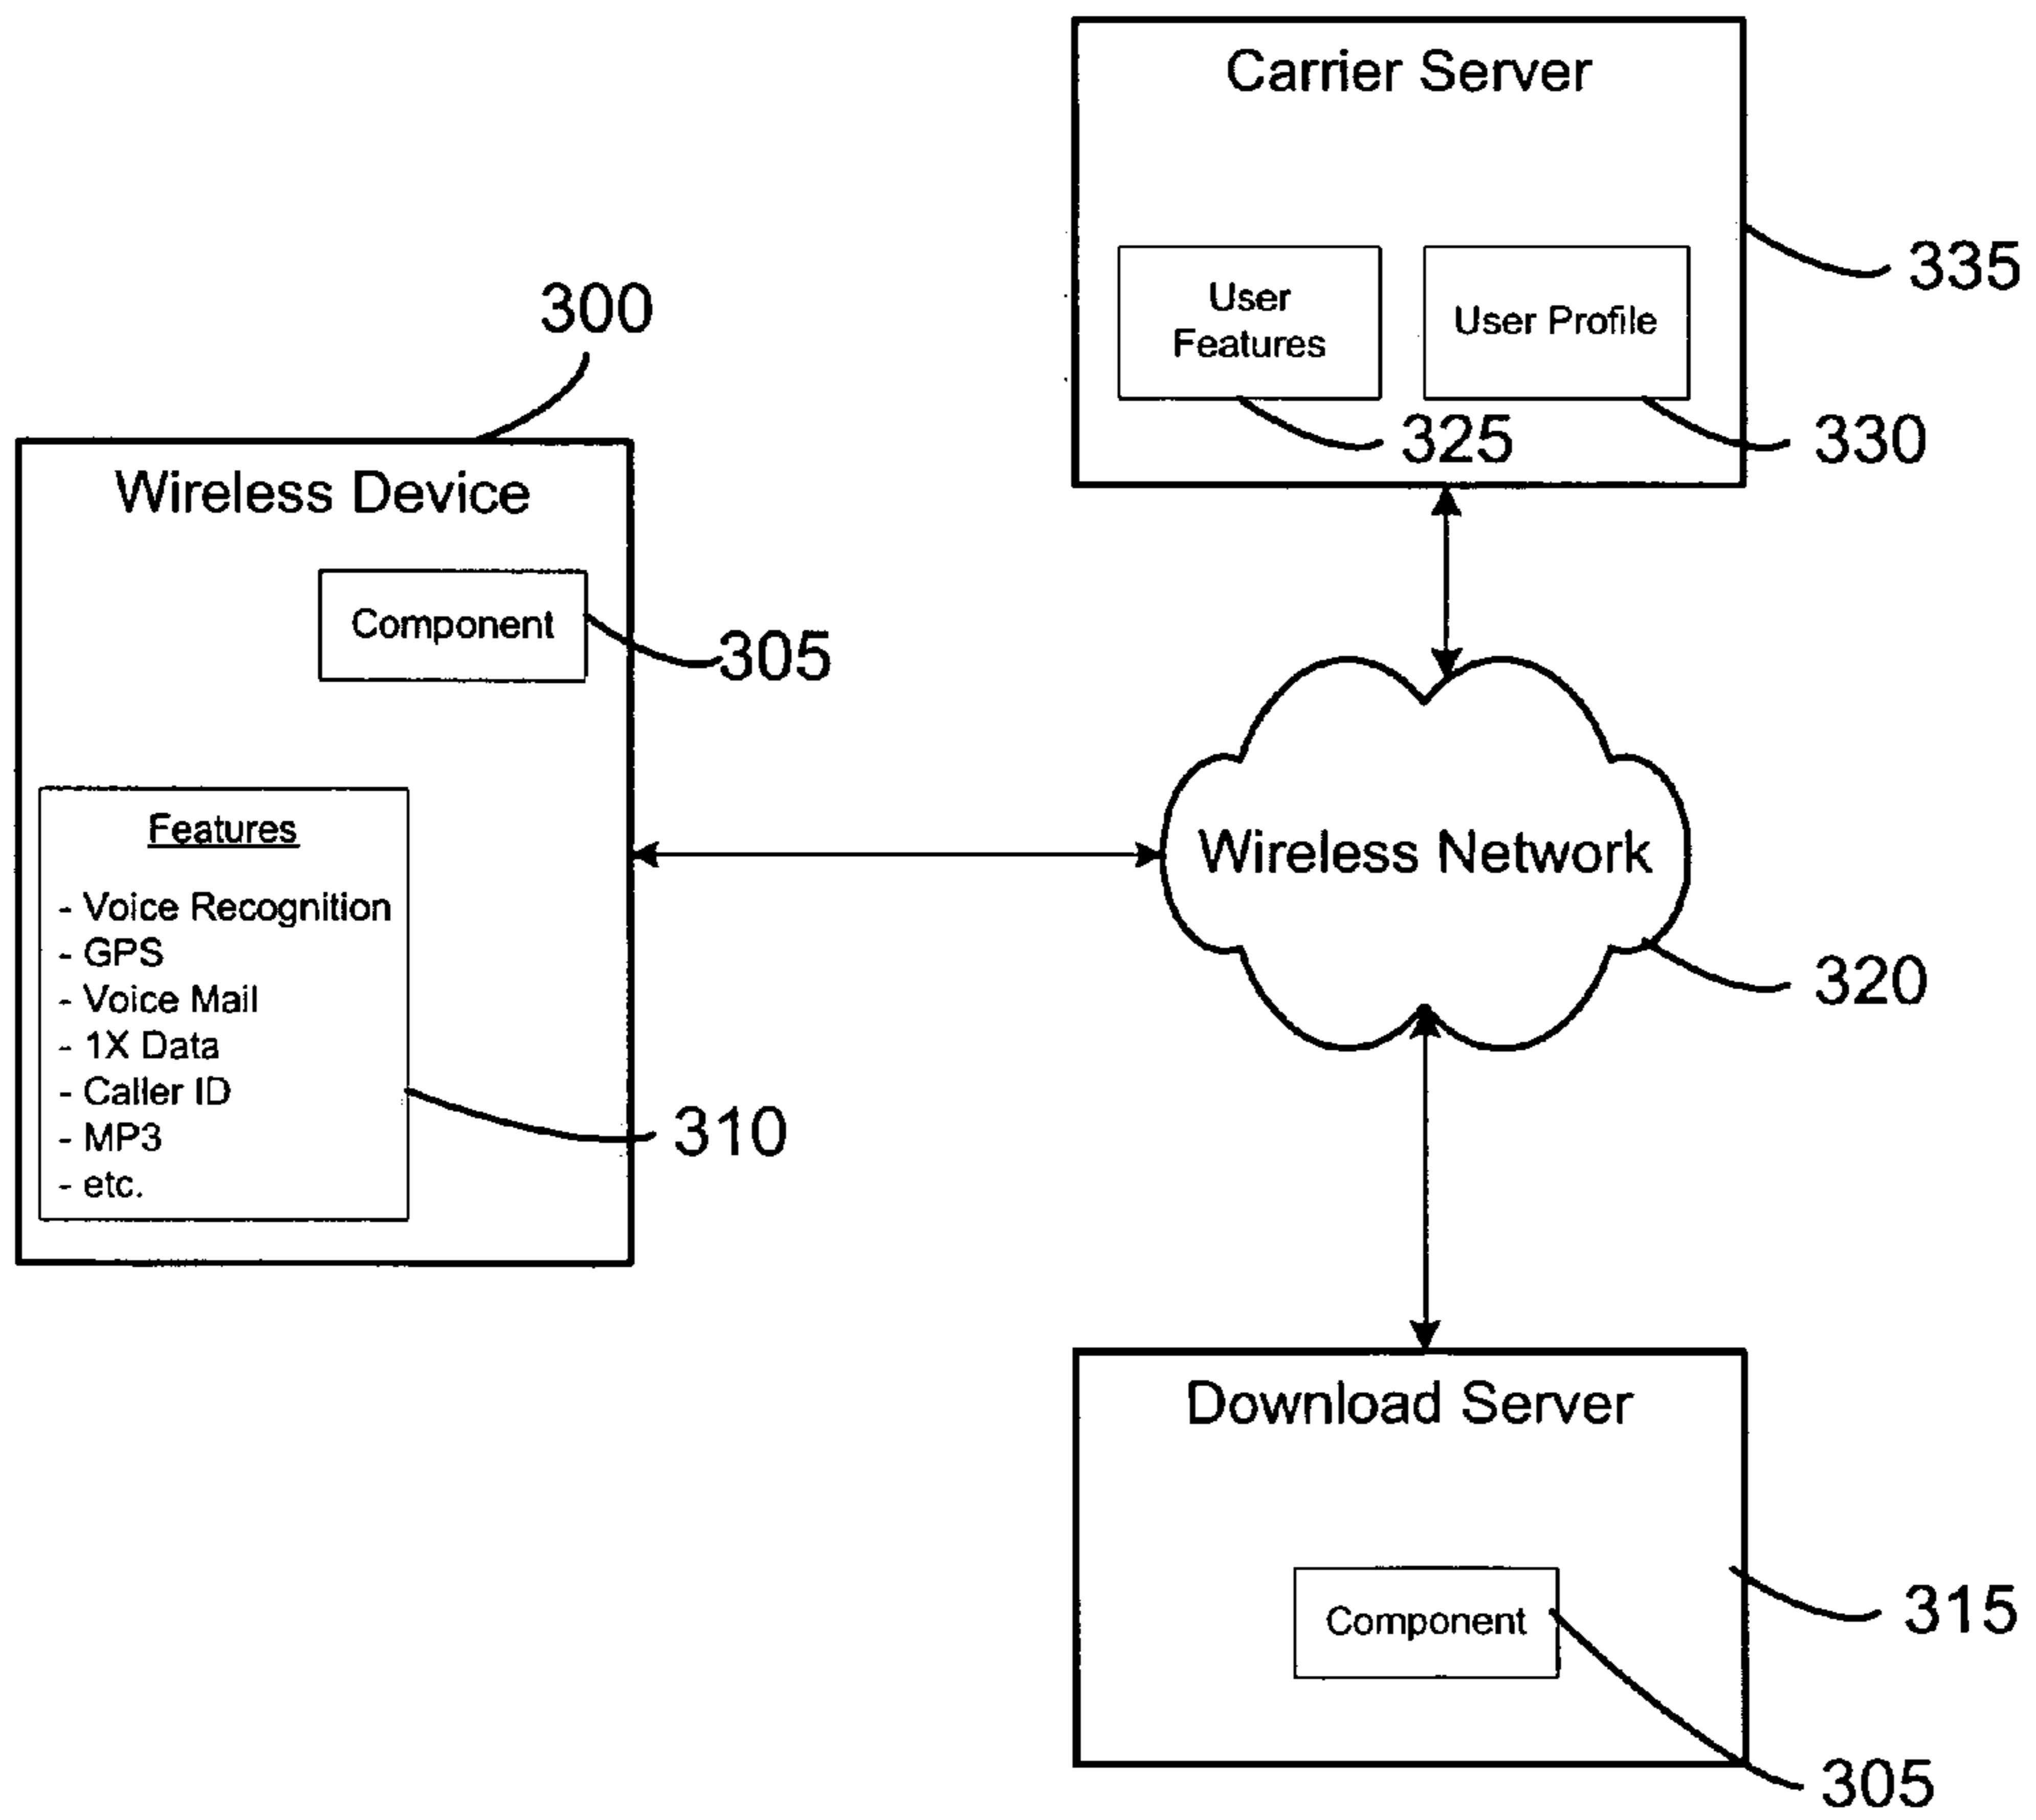 Carrier Server
User
Features
User Profile
335
325
330
300
Wireless Device
Component
305
Features
- Voice Recognition
- GPS
- Voice Mail
- 1X Data
- Caller ID
- MP3
- etc.
310
Wireless Network
320
Download Server
Component
315
305